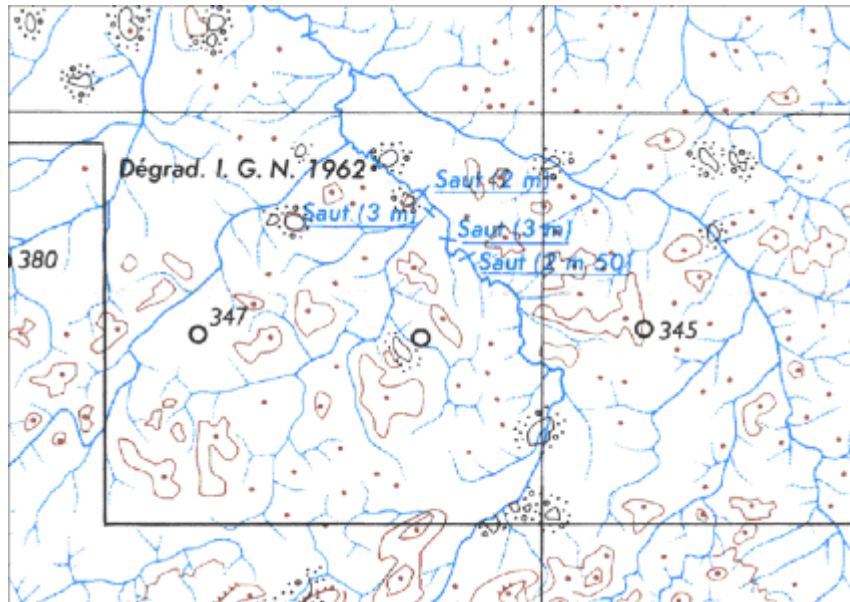 Dégrad. I. G. N. 1962
Saut (2 m)
Saut (3 m)
Saut (3 m)
Saut (2 m 50)
380
347
345